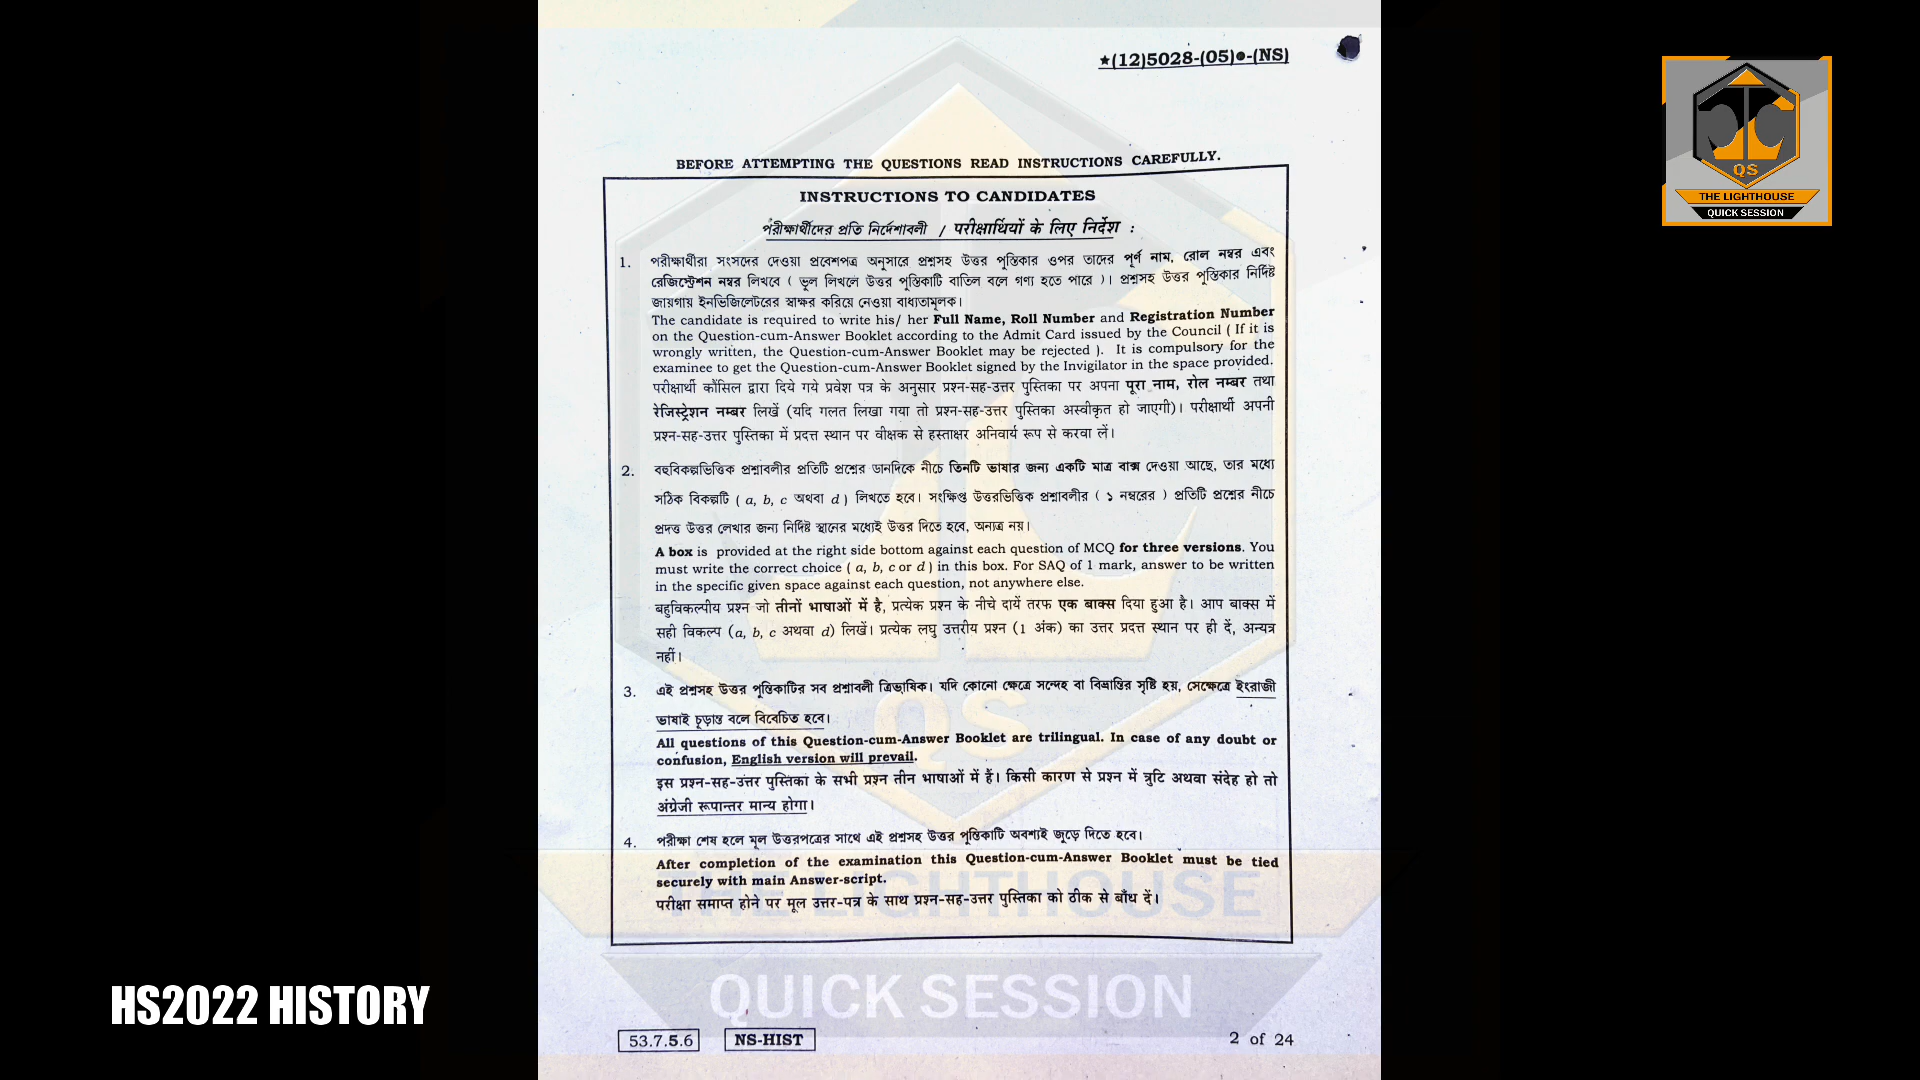 ★(12)5028-(05)●-(NS)
BEFORE ATTEMPTING THE QUESTIONS READ INSTRUCTIONS CAREFULLY.
INSTRUCTIONS TO CANDIDATES
পরীক্ষার্থীদের প্রতি নির্দেশাবলী / परीक्षार्थियों के लिए निर्देश :
1. পরীক্ষার্থীরা সংসদের দেওয়া প্রবেশপত্র অনুসারে প্রশ্নসহ উত্তর পুস্তিকার ওপর তাদের পূর্ণ নাম, রোল নম্বর এবং
রেজিস্ট্রেশন নম্বর লিখবে ( ভুল লিখলে উত্তর পুস্তিকাটি বাতিল বলে গণ্য হতে পারে )। প্রশ্নসহ উত্তর পুস্তিকার নির্দিষ্ট
জায়গায় ইনভিজিলেটরের স্বাক্ষর করিয়ে নেওয়া বাধ্যতামূলক।
The candidate is required to write his/ her Full Name, Roll Number and Registration Number
on the Question-cum-Answer Booklet according to the Admit Card issued by the Council ( If it is
wrongly written, the Question-cum-Answer Booklet may be rejected ). It is compulsory for the
examinee to get the Question-cum-Answer Booklet signed by the Invigilator in the space provided.
परीक्षार्थी कौंसिल द्वारा दिये गये प्रवेश पत्र के अनुसार प्रश्न-सह-उत्तर पुस्तिका पर अपना पूरा नाम, रोल नम्बर तथा
रेजिस्ट्रेशन नम्बर लिखें (यदि गलत लिखा गया तो प्रश्न-सह-उत्तर पुस्तिका अस्वीकृत हो जाएगी)। परीक्षार्थी अपनी
प्रश्न-सह-उत्तर पुस्तिका में प्रदत्त स्थान पर वीक्षक से हस्ताक्षर अनिवार्य रूप से करवा लें।
2. বহুবিকল্পভিত্তিক প্রশ্নাবলীর প্রতিটি প্রশ্নের ডানদিকে নীচে তিনটি ভাষার জন্য একটি মাত্র বাক্স দেওয়া আছে, তার মধ্যে
সঠিক বিকল্পটি ( a, b, c অথবা d ) লিখতে হবে। সংক্ষিপ্ত উত্তরভিত্তিক প্রশ্নাবলীর ( ১ নম্বরের ) প্রতিটি প্রশ্নের নীচে
প্রদত্ত উত্তর লেখার জন্য নির্দিষ্ট স্থানের মধ্যেই উত্তর দিতে হবে, অন্যত্র নয়।
A box is provided at the right side bottom against each question of MCQ for three versions. You
must write the correct choice ( a, b, c or d ) in this box. For SAQ of 1 mark, answer to be written
in the specific given space against each question, not anywhere else.
बहुविकल्पीय प्रश्न जो तीनों भाषाओं में है, प्रत्येक प्रश्न के नीचे दायें तरफ एक बाक्स दिया हुआ है। आप बाक्स में
सही विकल्प (a, b, c अथवा d) लिखें। प्रत्येक लघु उत्तरीय प्रश्न (1 अंक) का उत्तर प्रदत्त स्थान पर ही दें, अन्यत्र
नहीं।
3. এই প্রশ্নসহ উত্তর পুস্তিকাটির সব প্রশ্নাবলী ত্রিভাষিক। যদি কোনো ক্ষেত্রে সন্দেহ বা বিভ্রান্তির সৃষ্টি হয়, সেক্ষেত্রে ইংরাজী
ভাষাই চূড়ান্ত বলে বিবেচিত হবে।
All questions of this Question-cum-Answer Booklet are trilingual. In case of any doubt or
confusion, English version will prevail.
इस प्रश्न-सह-उत्तर पुस्तिका के सभी प्रश्न तीन भाषाओं में हैं। किसी कारण से प्रश्न में त्रुटि अथवा संदेह हो तो
अंग्रेजी रूपान्तर मान्य होगा।
4. পরীক্ষা শেষ হলে মূল উত্তরপত্রের সাথে এই প্রশ্নসহ উত্তর পুস্তিকাটি অবশ্যই জুড়ে দিতে হবে।
After completion of the examination this Question-cum-Answer Booklet must be tied
securely with main Answer-script.
परीक्षा समाप्त होने पर मूल उत्तर-पत्र के साथ प्रश्न-सह-उत्तर पुस्तिका को ठीक से बाँध दें।
QS
THE LIGHTHOUSE
QUICK SESSION
53.7.5.6 NS-HIST 2 of 24
HS2022 HISTORY
QS
THE LIGHTHOUSE
QUICK SESSION